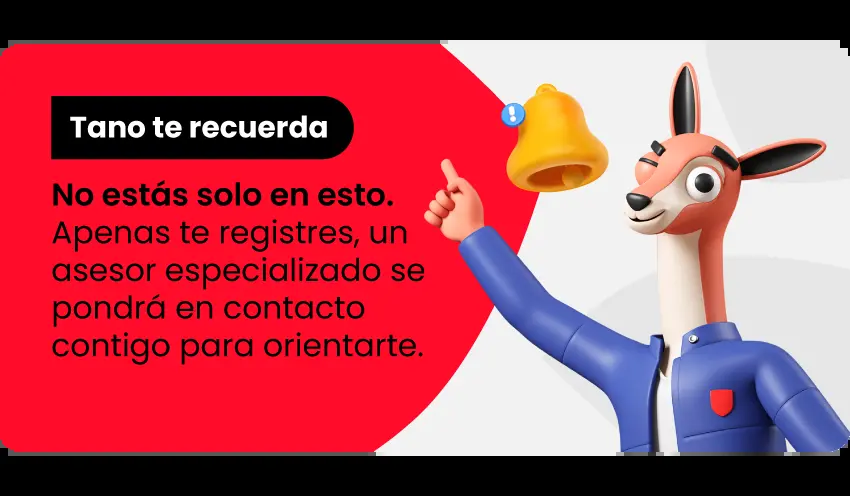 Tano te recuerda
No estás solo en esto.
Apenas te registres, un
asesor especializado se
pondrá en contacto
contigo para orientarte.